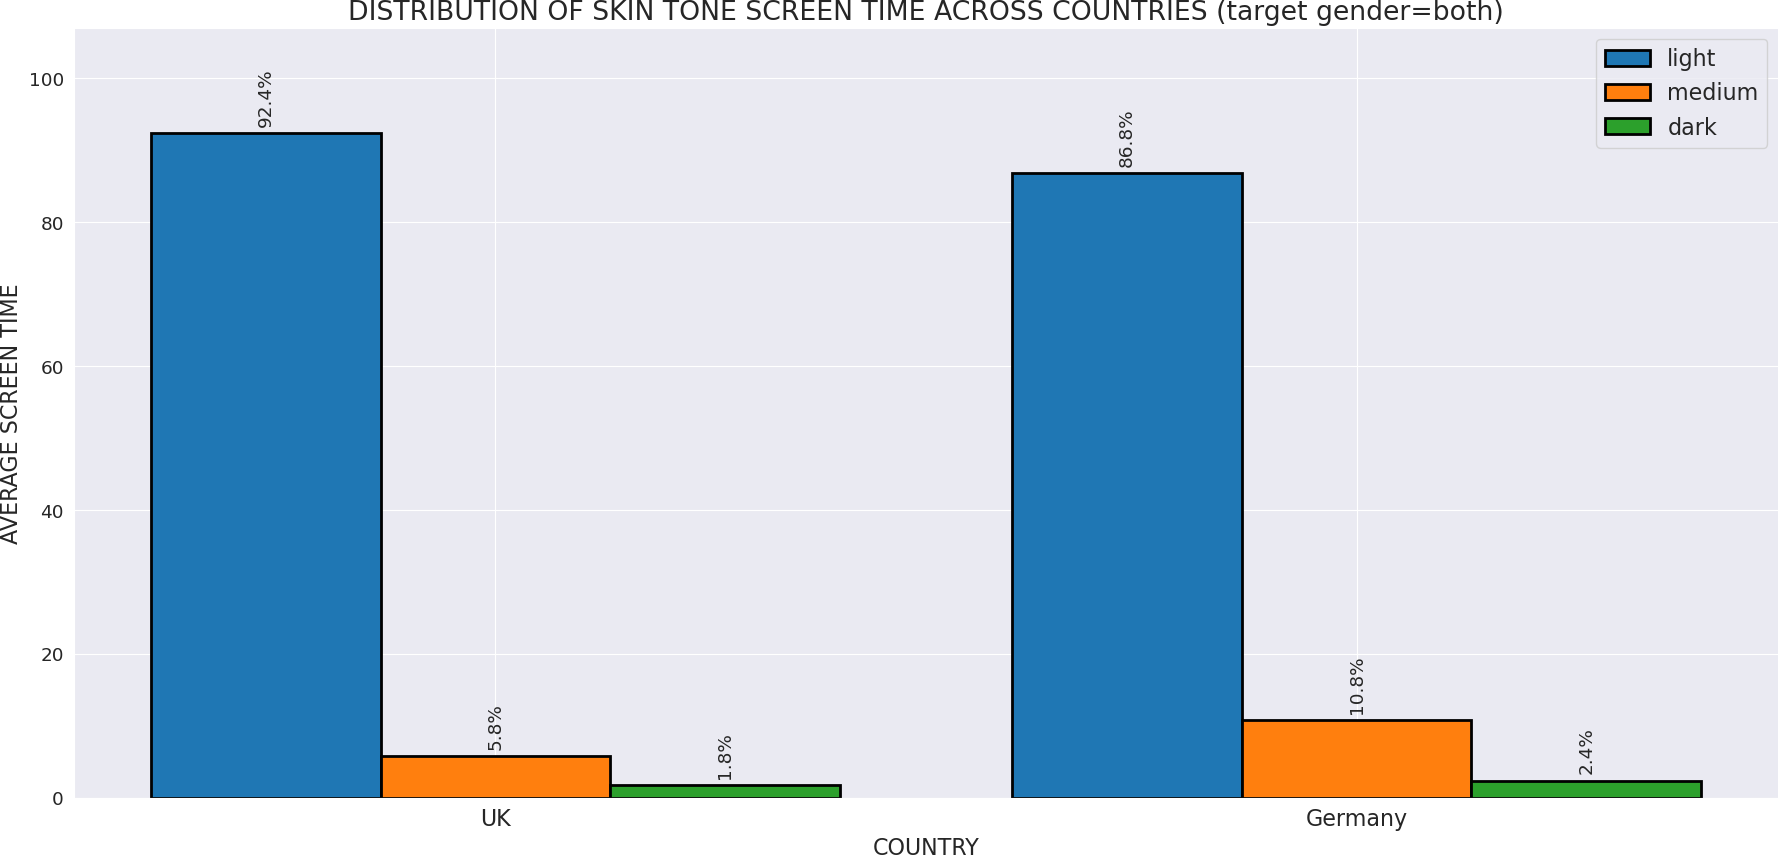 DISTRIBUTION OF SKIN TONE SCREEN TIME ACROSS COUNTRIES (target gender=both)
light
medium
dark
AVERAGE SCREEN TIME
100
80
60
40
20
0
92.4%
5.8%
1.8%
86.8%
10.8%
2.4%
UK
Germany
COUNTRY